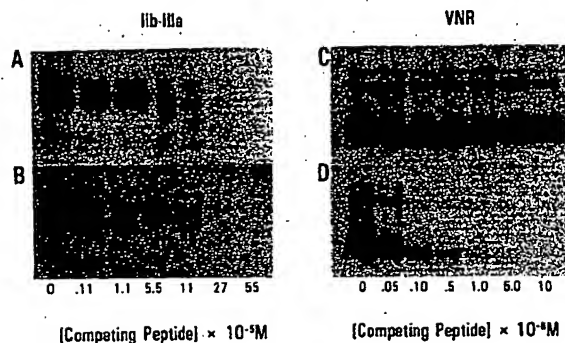 IIb-IIIa
VNR
A
C
B
D
0 .11 1.1 5.5 11 27 55
0 .05 .10 .5 1.0 5.0 10
[Competing Peptide] × 10⁻⁵M
[Competing Peptide] × 10⁻⁶M